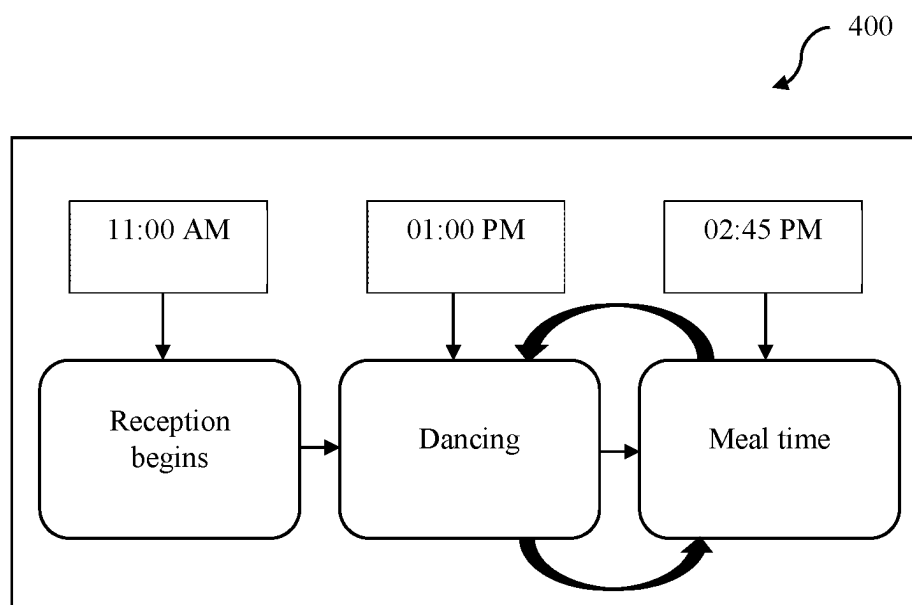 400
11:00 AM
01:00 PM
02:45 PM
Reception
begins
Dancing
Meal time